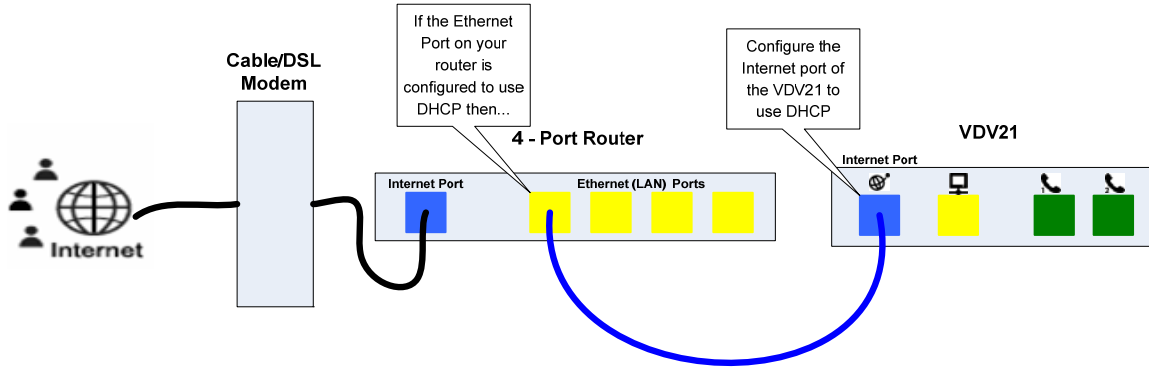 If the Ethernet
Port on your
router is
configured to use
DHCP then...
Configure the
Internet port of
the VDV21 to
use DHCP
Cable/DSL
Modem
4 - Port Router
VDV21
Internet Port
Internet Port
Ethernet (LAN) Ports
1
2
Internet